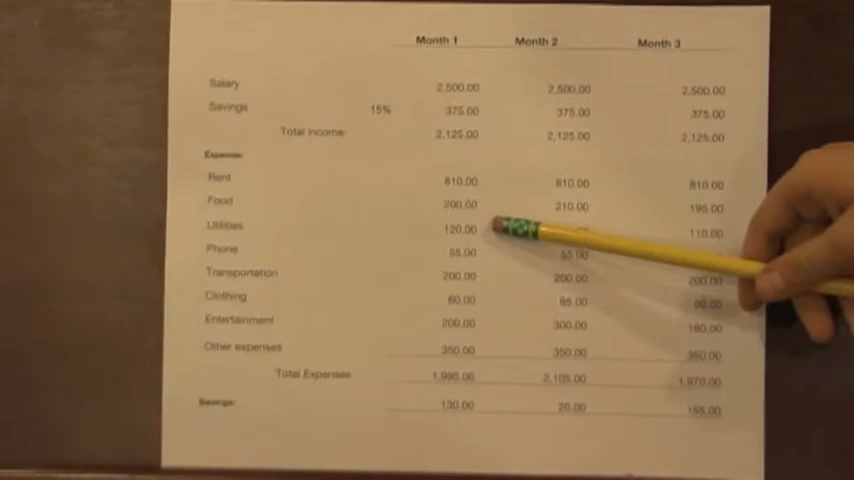 Month 1 Month 2 Month 3
Salary 2,500.00 2,500.00 2,500.00
Savings 15% 375.00 375.00 375.00
Total income: 2,125.00 2,125.00 2,125.00
Expense:
Rent 810.00 810.00 810.00
Food 200.00 210.00 195.00
Utilities 120.00 110.00
Phone 55.00 55.00
Transportation 200.00 200.00 200.00
Clothing 60.00 65.00 60.00
Entertainment 200.00 300.00 180.00
Other expenses 350.00 350.00 350.00
Total Expenses 1,995.00 2,105.00 1,970.00
Savings: 130.00 20.00 155.00